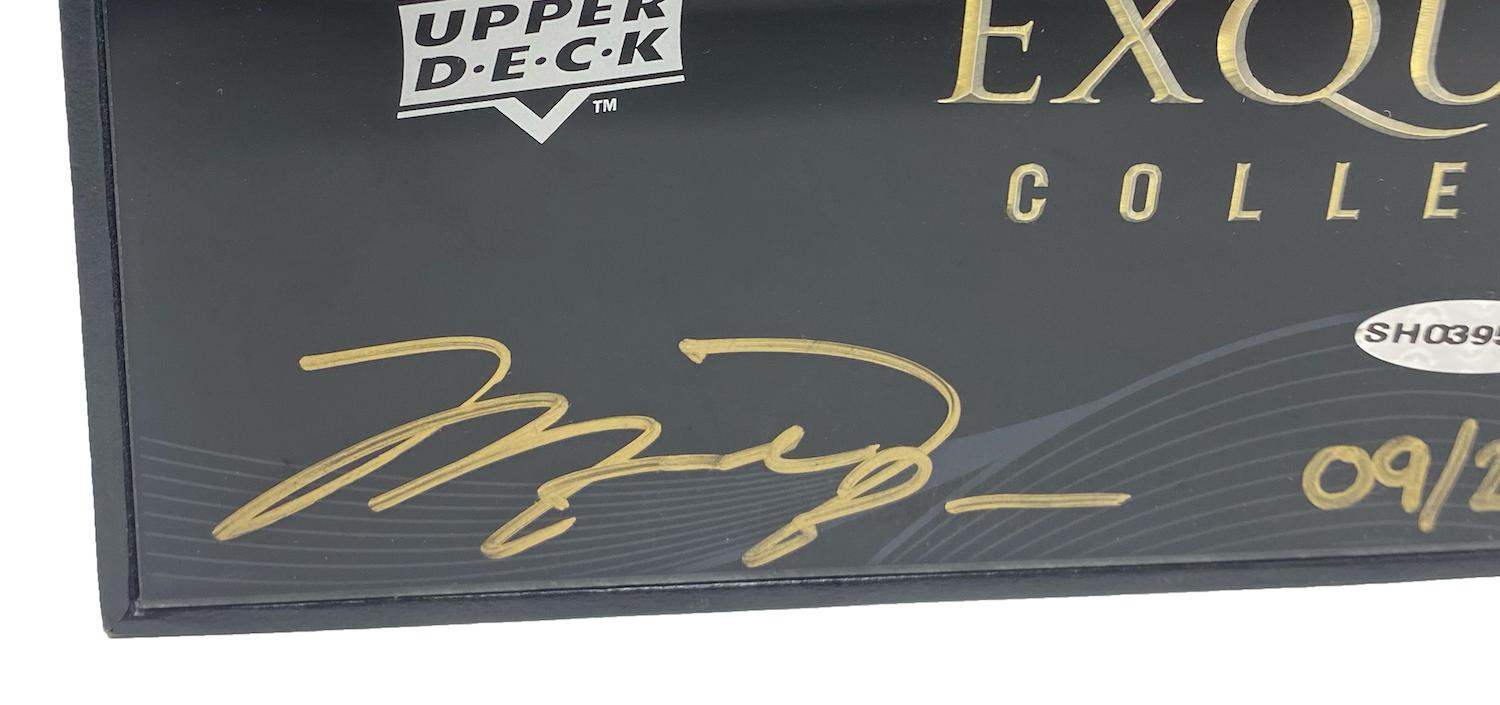 UPPER
D·E·C·K
TM
EXQU
COLLE
SH0395
09/2